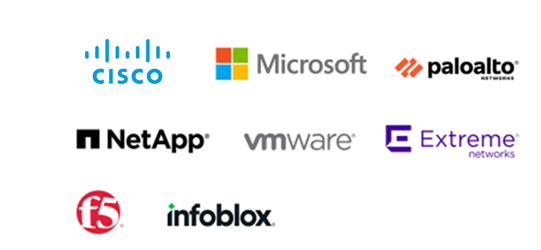 CISCO
Microsoft
paloalto®
NETWORKS
NetApp®
vmware®
Extreme®
networks
f5®
infoblox®